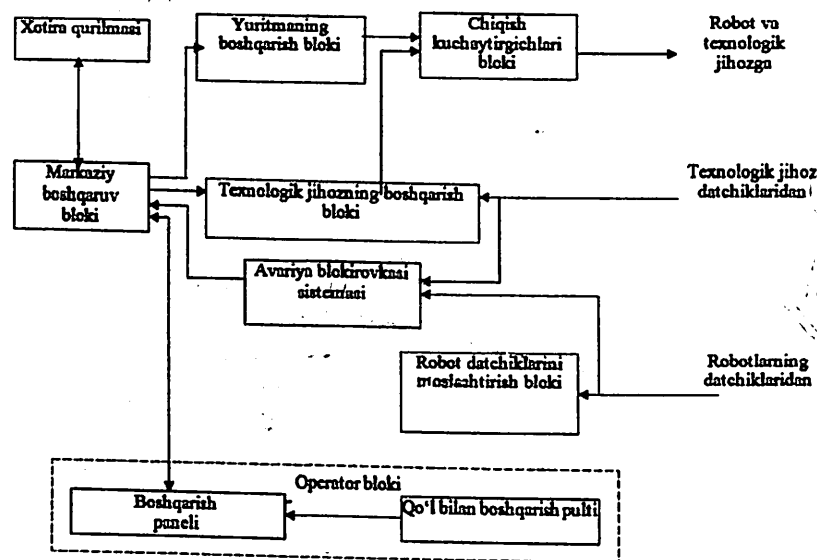 Xotira qurilmasi
Yuritmaning
boshqarish bloki
Chiqish
kuchaytirgichlari
bloki
Robot va
texnologik
jihozga
Markaziy
boshqaruv
bloki
Texnologik jihozning boshqarish
bloki
Texnologik jihoz
datchiklaridan
Avariya blokirovkasi
sistemasi
Robot datchiklarini
moslashtirish bloki
Robotlarning
datchiklaridan
Operator bloki
Boshqarish
paneli
Qo‘l bilan boshqarish pulti